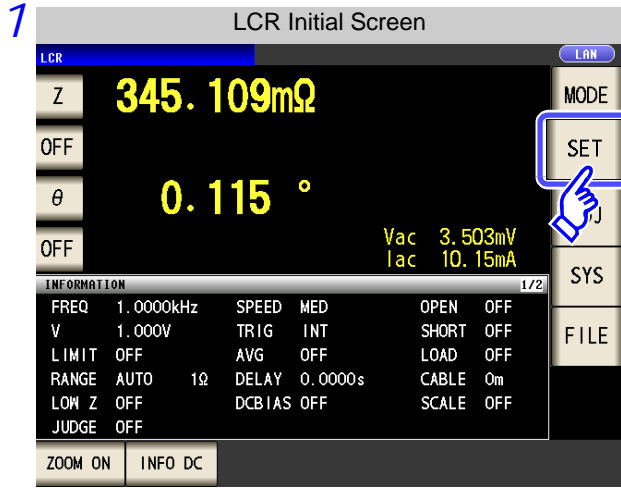 1
LCR Initial Screen
LCR
LAN
Z 345.109mΩ
MODE
OFF
SET
θ 0.115 °
OFF
Vac 3.503mV
Iac 10.15mA
SYS
INFORMATION 1/2
FREQ 1.0000kHz SPEED MED OPEN OFF
FILE
V 1.000V TRIG INT SHORT OFF
LIMIT OFF AVG OFF LOAD OFF
RANGE AUTO 1Ω DELAY 0.0000s CABLE 0m
LOW Z OFF DCBIAS OFF SCALE OFF
JUDGE OFF
ZOOM ON INFO DC